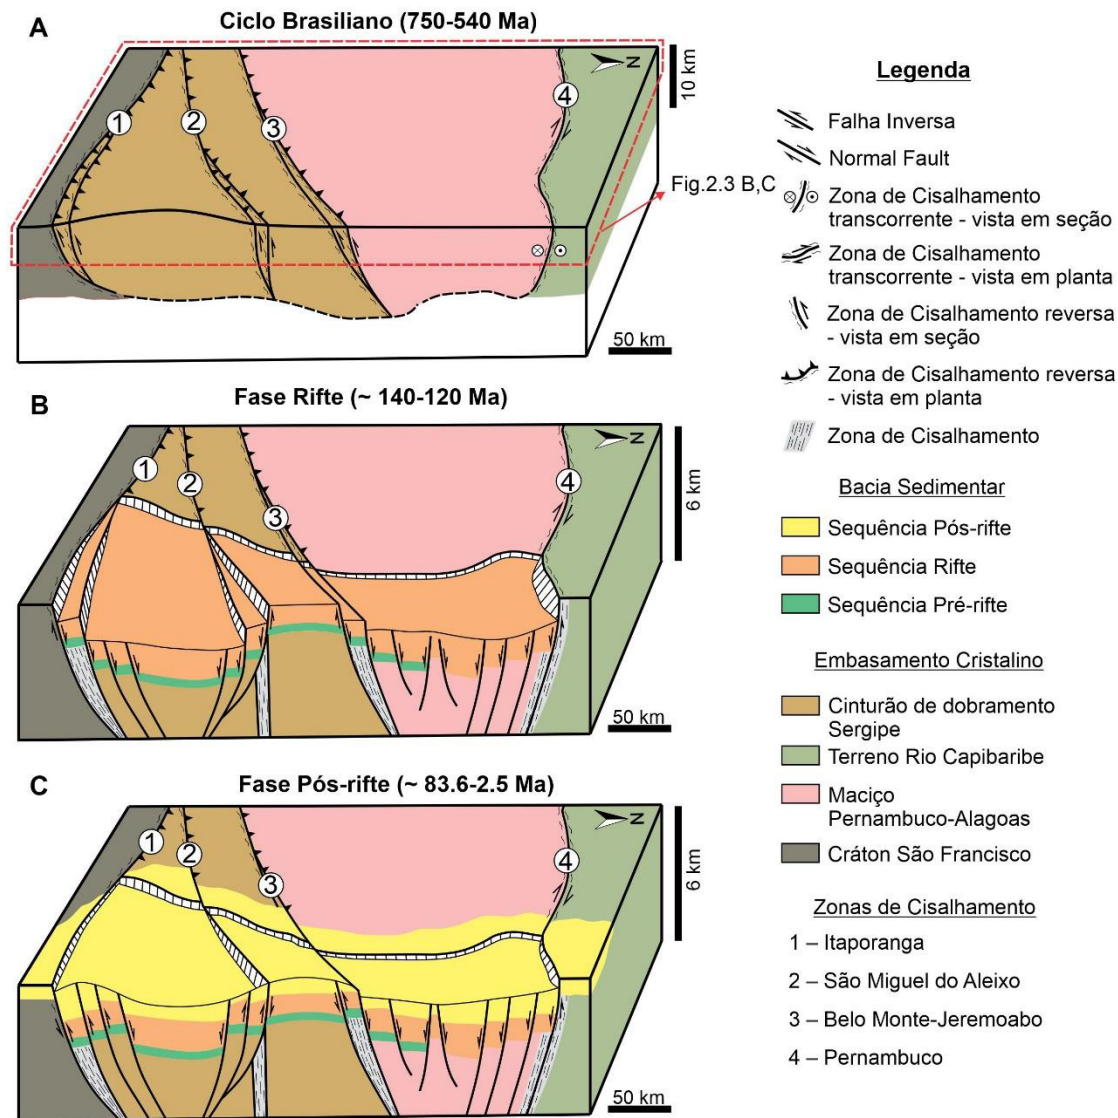 A
Ciclo Brasiliano (750-540 Ma)
N
10 km
1
2
3
4
Fig.2.3 B,C
50 km
B
Fase Rifte (~ 140-120 Ma)
N
6 km
1
2
3
4
50 km
C
Fase Pós-rifte (~ 83.6-2.5 Ma)
N
6 km
1
2
3
4
50 km
Legenda
Falha Inversa
Normal Fault
Zona de Cisalhamento
transcorrente - vista em seção
Zona de Cisalhamento
transcorrente - vista em planta
Zona de Cisalhamento reversa
- vista em seção
Zona de Cisalhamento reversa
- vista em planta
Zona de Cisalhamento
Bacia Sedimentar
Sequência Pós-rifte
Sequência Rifte
Sequência Pré-rifte
Embasamento Cristalino
Cinturão de dobramento
Sergipe
Terreno Rio Capibaribe
Maciço
Pernambuco-Alagoas
Cráton São Francisco
Zonas de Cisalhamento
1 – Itaporanga
2 – São Miguel do Aleixo
3 – Belo Monte-Jeremoabo
4 – Pernambuco